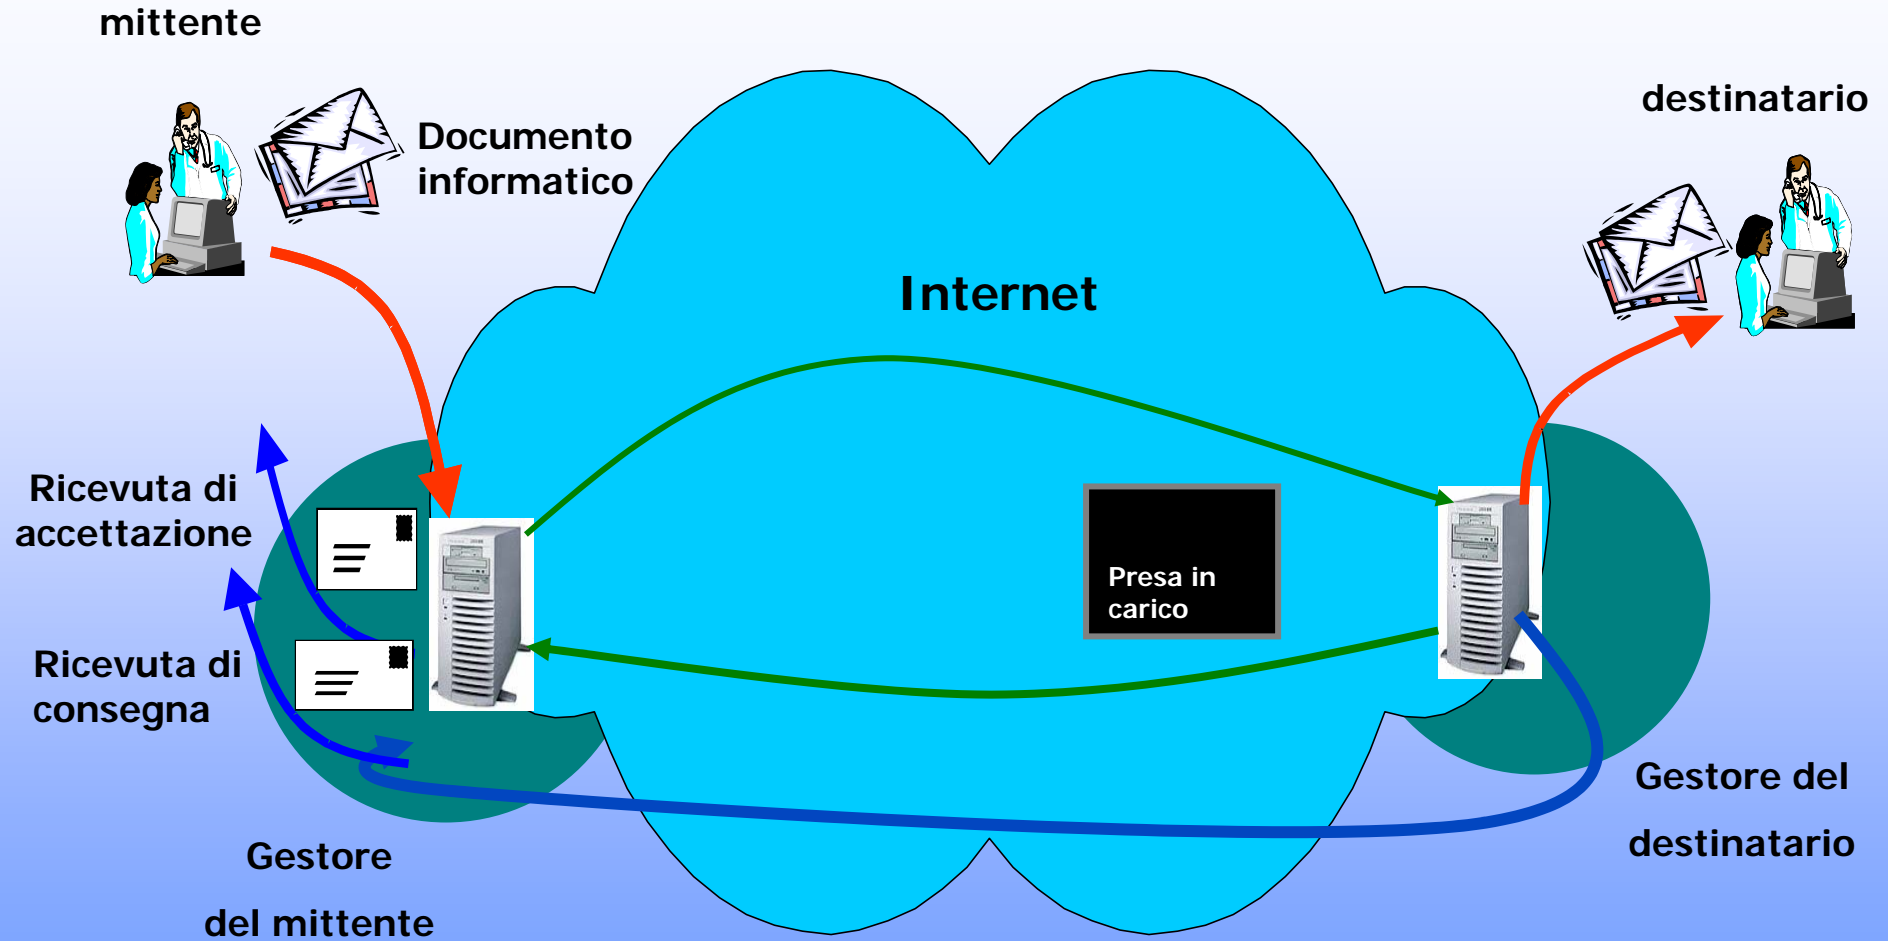 mittente
destinatario
Documento
informatico
Internet
Ricevuta di
accettazione
Presa in
carico
Ricevuta di
consegna
Gestore del
destinatario
Gestore
del mittente